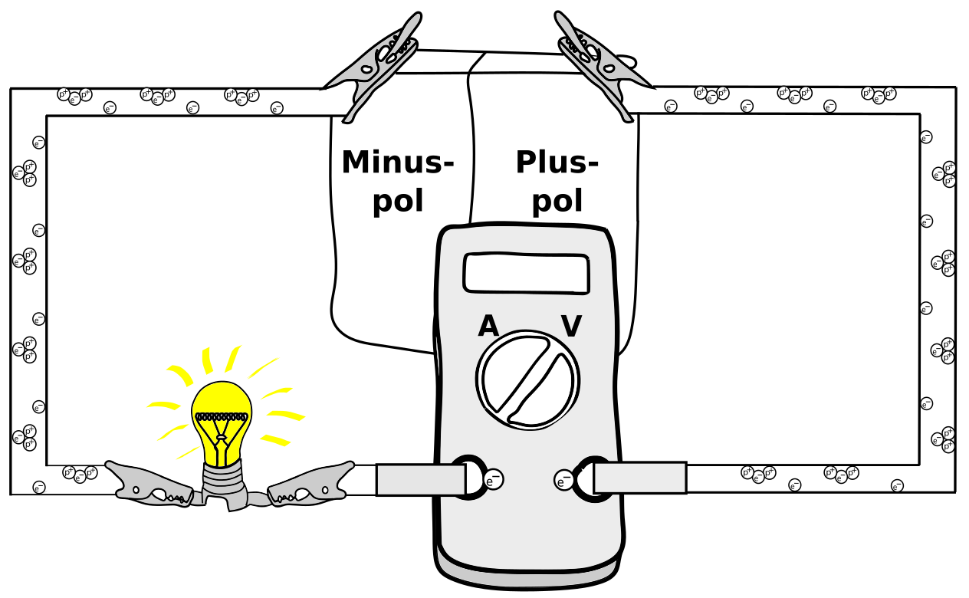 p⁺ e⁻ p⁺ p⁺ e⁻ p⁺ p⁺ e⁻ p⁺ p⁺ e⁻ p⁺ p⁺ e⁻ p⁺ p⁺ e⁻ p⁺
e⁻ e⁻ e⁻ e⁻ e⁻ e⁻
e⁻ e⁻
e⁻ p⁺ p⁺ e⁻ p⁺ p⁺
Minus- Plus-
pol pol
e⁻ e⁻
e⁻ p⁺ p⁺ e⁻ p⁺ p⁺
e⁻ e⁻
A V
e⁻ p⁺ p⁺ e⁻ p⁺ p⁺
e⁻ e⁻
e⁻ p⁺ p⁺ e⁻ p⁺ p⁺
p⁺ e⁻ p⁺ e⁻ e⁻ p⁺ e⁻ p⁺ p⁺ e⁻ p⁺
e⁻ e⁻ e⁻